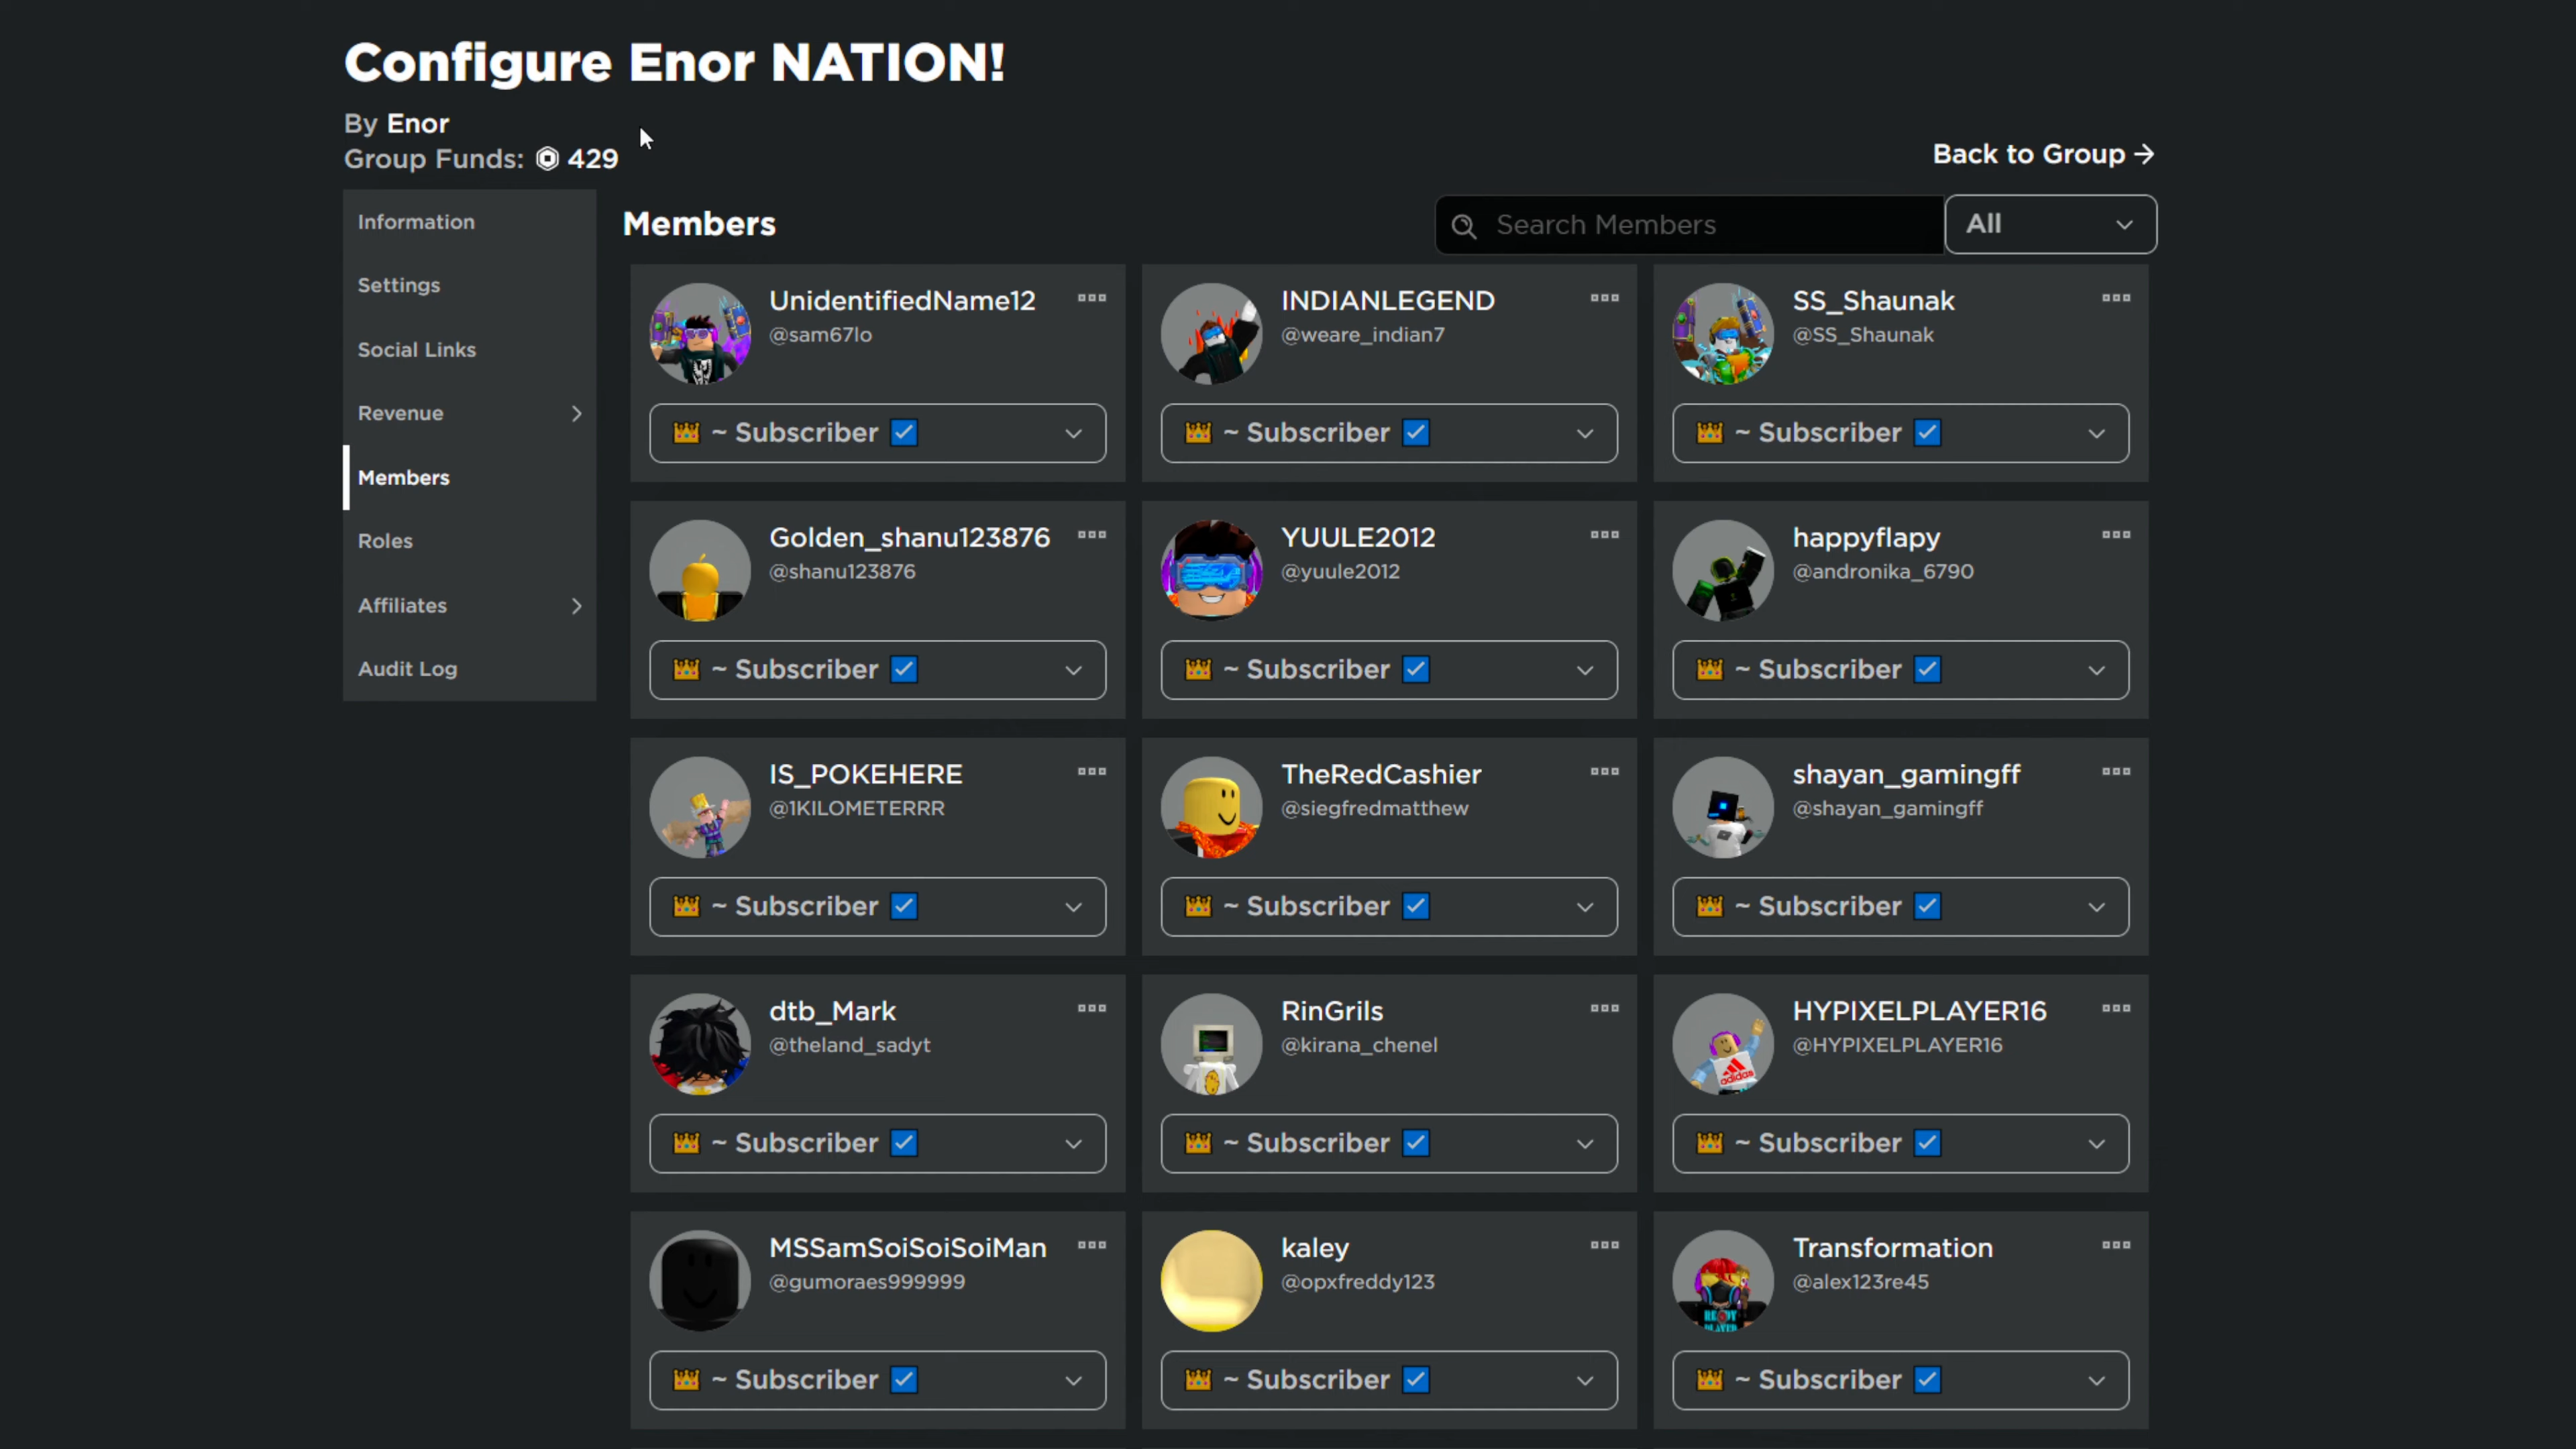 Configure Enor NATION!
By Enor
Group Funds: 429
Back to Group →
Information
Settings
Social Links
Revenue
Members
Roles
Affiliates
Audit Log
Members
Search Members
All
UnidentifiedName12
@sam67lo
👑 ~ Subscriber ☑️
INDIANLEGEND
@weare_indian7
👑 ~ Subscriber ☑️
SS_Shaunak
@SS_Shaunak
👑 ~ Subscriber ☑️
Golden_shanu123876
@shanu123876
👑 ~ Subscriber ☑️
YUULE2012
@yuule2012
👑 ~ Subscriber ☑️
happyflapy
@andronika_6790
👑 ~ Subscriber ☑️
IS_POKEHERE
@1KILOMETERRR
👑 ~ Subscriber ☑️
TheRedCashier
@siegfredmatthew
👑 ~ Subscriber ☑️
shayan_gamingff
@shayan_gamingff
👑 ~ Subscriber ☑️
dtb_Mark
@theland_sadyt
👑 ~ Subscriber ☑️
RinGrils
@kirana_chenel
👑 ~ Subscriber ☑️
HYPIXELPLAYER16
@HYPIXELPLAYER16
adidas
👑 ~ Subscriber ☑️
MSSamSoiSoiSoiMan
@gumoraes999999
👑 ~ Subscriber ☑️
kaley
@opxfreddy123
👑 ~ Subscriber ☑️
Transformation
@alex123re45
READY
PLAYER
👑 ~ Subscriber ☑️